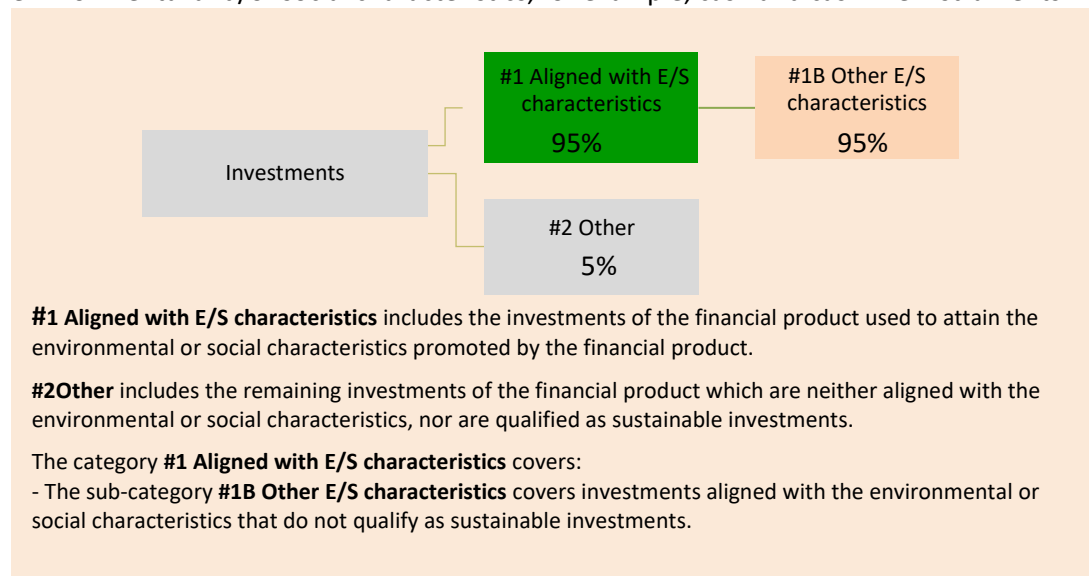 #1 Aligned with E/S
characteristics
95%
#1B Other E/S
characteristics
95%
Investments
#2 Other
5%
#1 Aligned with E/S characteristics includes the investments of the financial product used to attain the
environmental or social characteristics promoted by the financial product.
#2Other includes the remaining investments of the financial product which are neither aligned with the
environmental or social characteristics, nor are qualified as sustainable investments.
The category #1 Aligned with E/S characteristics covers:
- The sub-category #1B Other E/S characteristics covers investments aligned with the environmental or
social characteristics that do not qualify as sustainable investments.